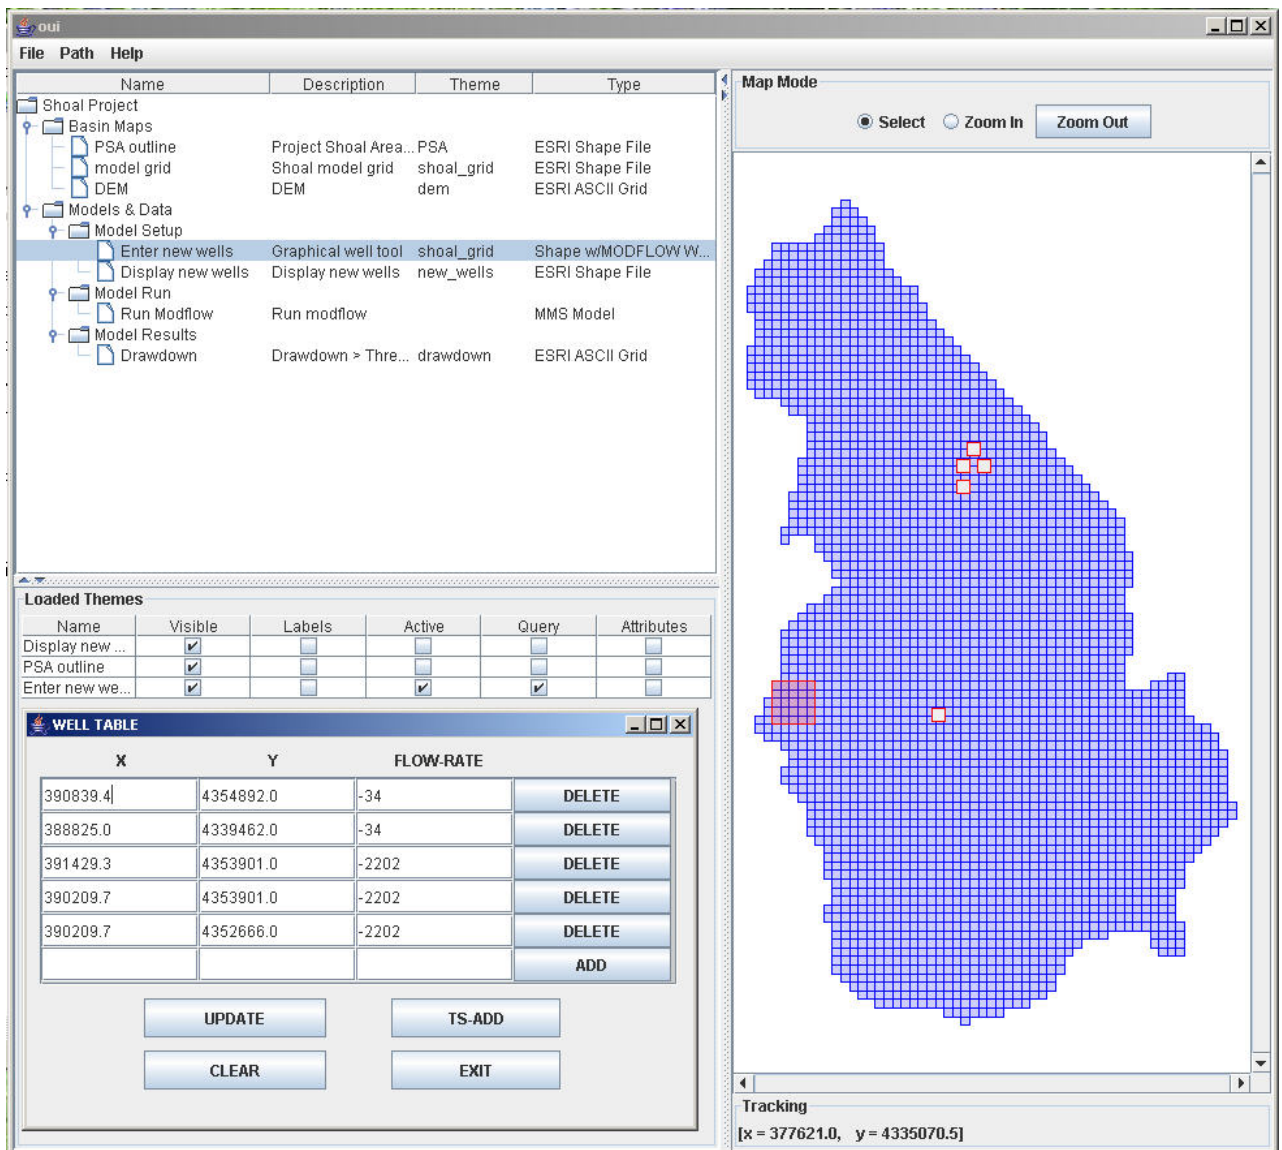 oui
File Path Help
Name Description Theme Type
Shoal Project
Basin Maps
PSA outline Project Shoal Area... PSA ESRI Shape File
model grid Shoal model grid shoal_grid ESRI Shape File
DEM DEM dem ESRI ASCII Grid
Models & Data
Model Setup
Enter new wells Graphical well tool shoal_grid Shape w/MODFLOW W...
Display new wells Display new wells new_wells ESRI Shape File
Model Run
Run Modflow Run modflow MMS Model
Model Results
Drawdown Drawdown > Thre... drawdown ESRI ASCII Grid
Loaded Themes
Name Visible Labels Active Query Attributes
Display new ...
PSA outline
Enter new we...
WELL TABLE
X Y FLOW-RATE
390839.4 4354892.0 -34 DELETE
388825.0 4339462.0 -34 DELETE
391429.3 4353901.0 -2202 DELETE
390209.7 4353901.0 -2202 DELETE
390209.7 4352666.0 -2202 DELETE
ADD
UPDATE TS-ADD
CLEAR EXIT
Map Mode
Select Zoom In Zoom Out
Tracking
[x = 377621.0, y = 4335070.5]